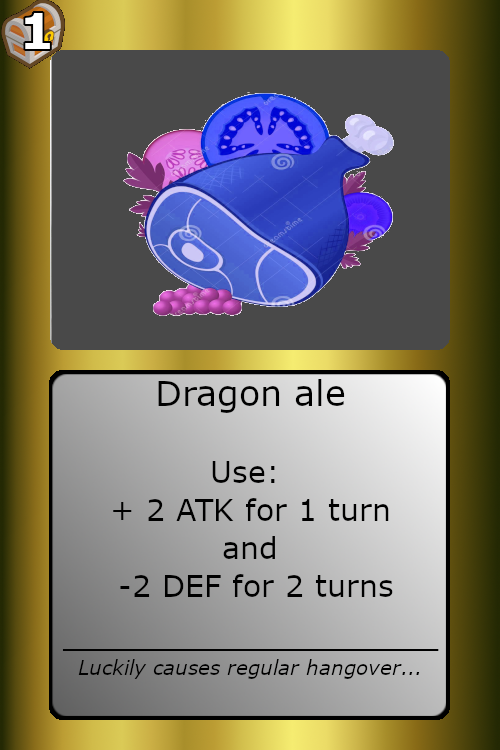 1
Dragon ale
Use:
+ 2 ATK for 1 turn
and
-2 DEF for 2 turns
Luckily causes regular hangover...